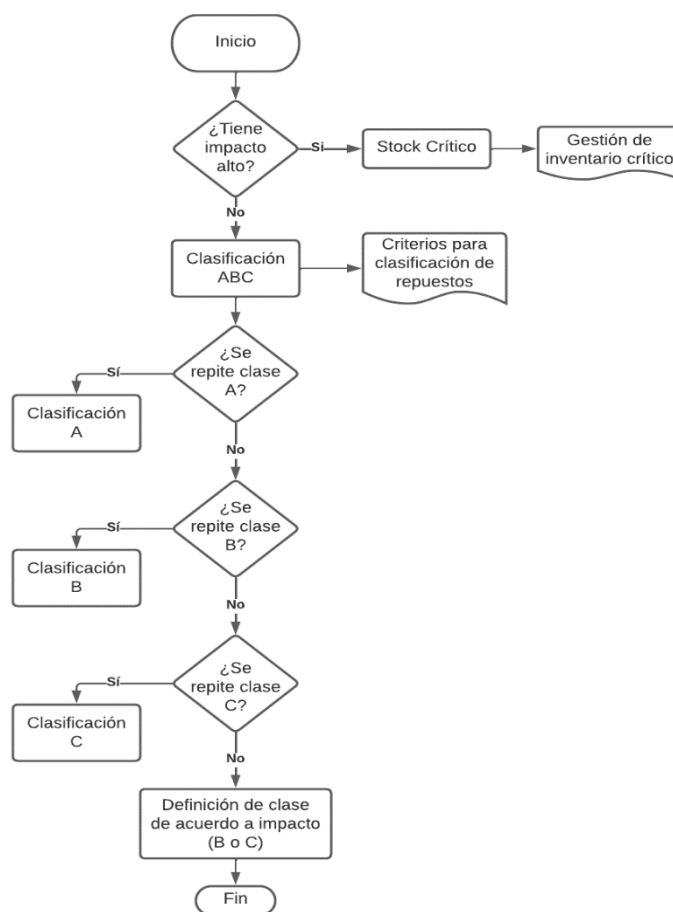 Inicio
¿Tiene
impacto
alto?
Si
Stock Crítico
Gestión de
inventario crítico
No
Clasificación
ABC
Criterios para
clasificación de
repuestos
¿Se
repite clase
A?
Sí
Clasificación
A
No
¿Se
repite clase
B?
Sí
Clasificación
B
No
¿Se
repite clase
C?
Sí
Clasificación
C
No
Definición de clase
de acuerdo a impacto
(B o C)
Fin